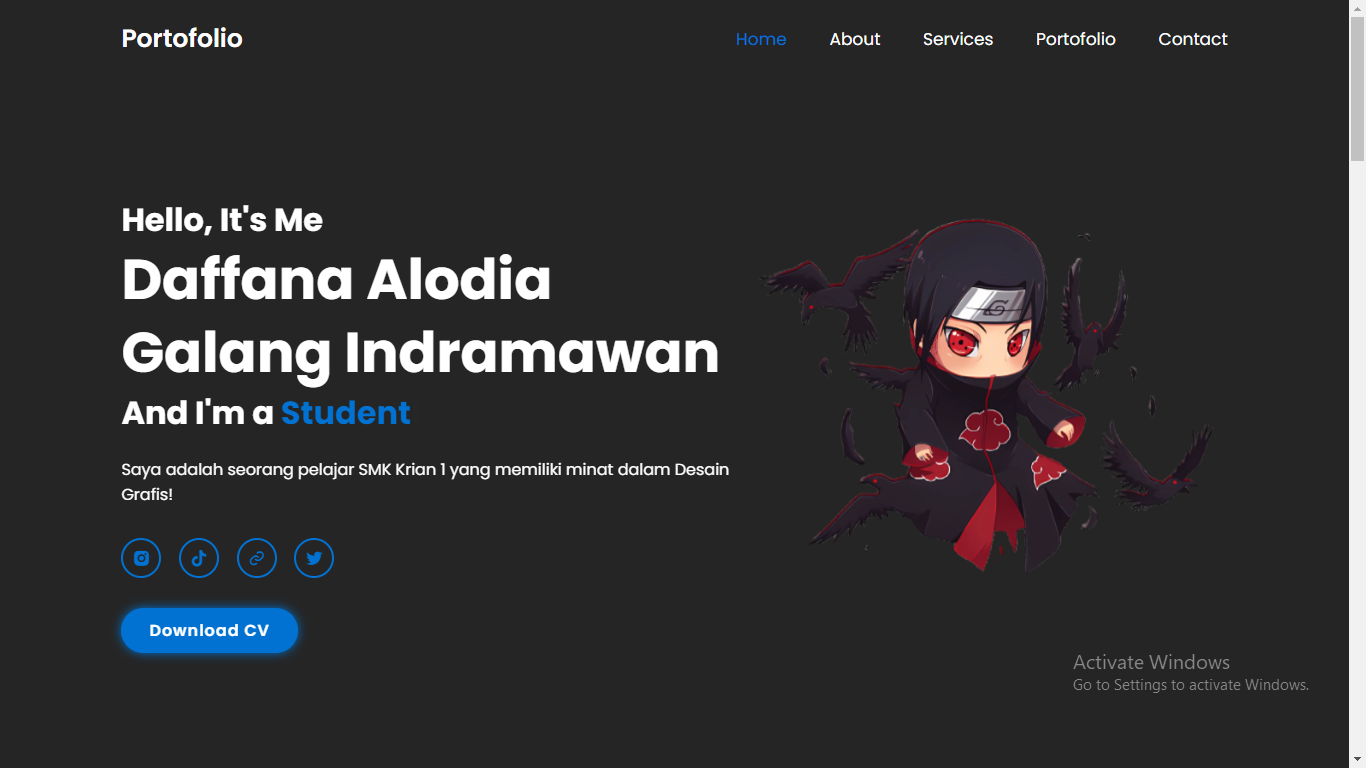 Portofolio
Home
About
Services
Portofolio
Contact
Hello, It's Me
Daffana Alodia
Galang Indramawan
And I'm a Student
Saya adalah seorang pelajar SMK Krian 1 yang memiliki minat dalam Desain
Grafis!
Download CV
Activate Windows
Go to Settings to activate Windows.